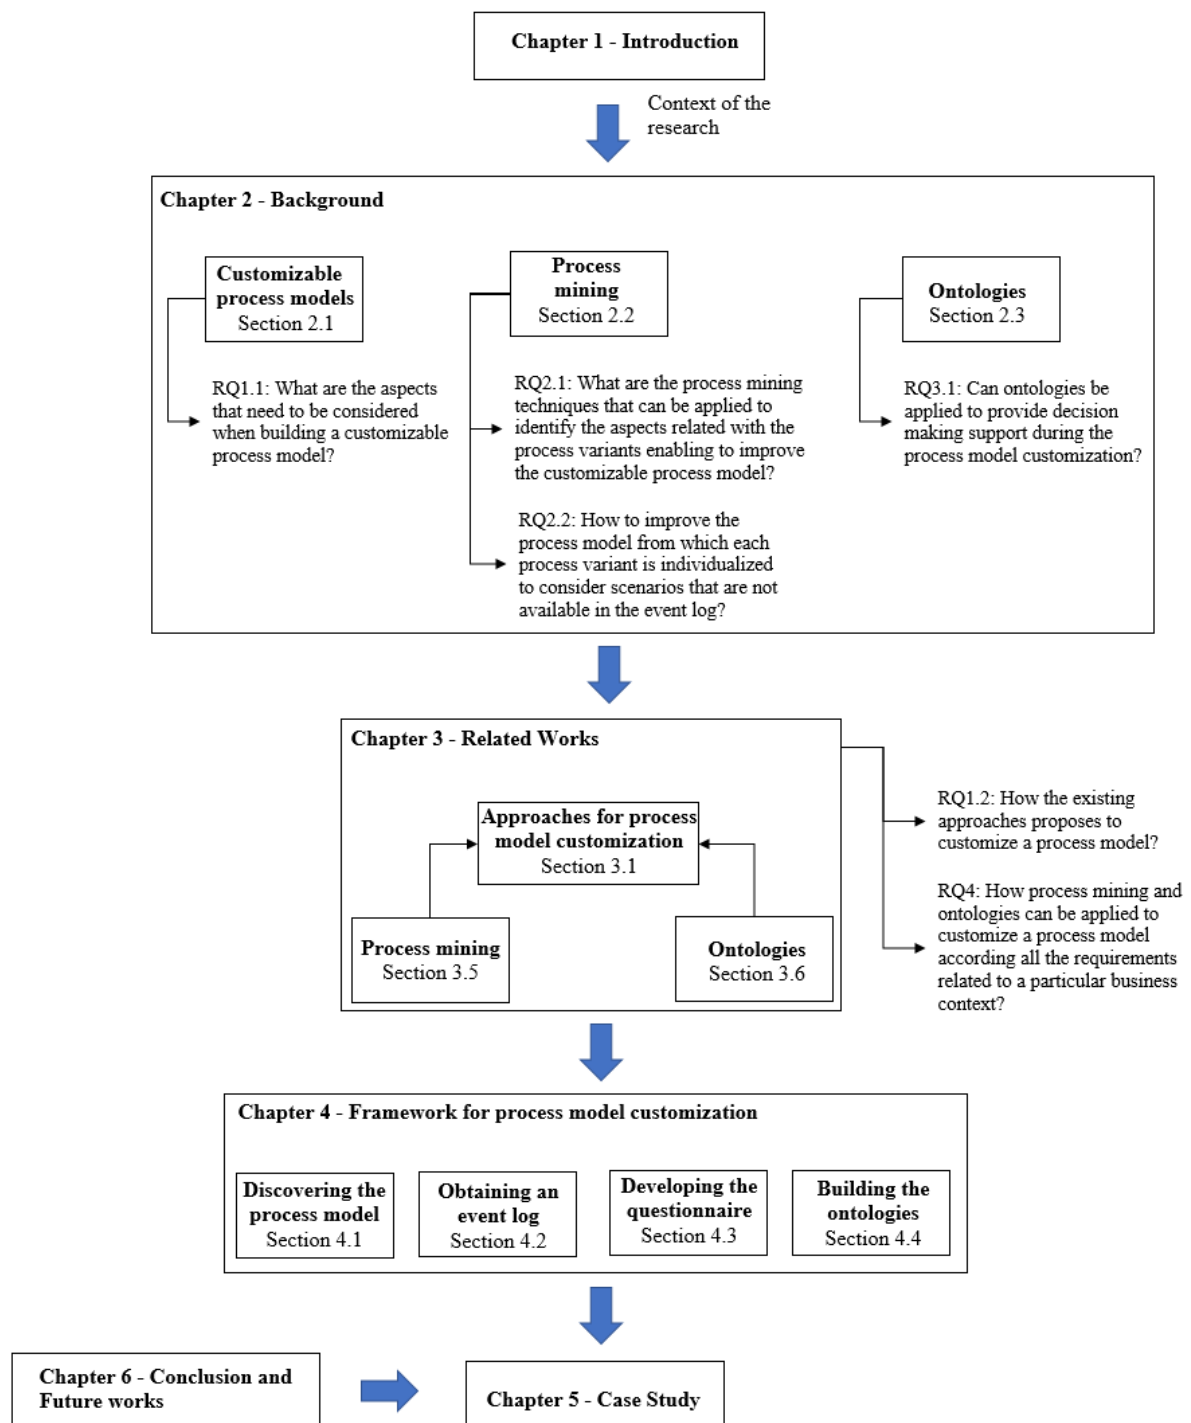 Chapter 1 - Introduction
Context of the
research
Chapter 2 - Background
Customizable
process models
Section 2.1
RQ1.1: What are the aspects
that need to be considered
when building a customizable
process model?
Process
mining
Section 2.2
RQ2.1: What are the process mining
techniques that can be applied to
identify the aspects related with the
process variants enabling to improve
the customizable process model?
RQ2.2: How to improve the
process model from which each
process variant is individualized
to consider scenarios that are not
available in the event log?
Ontologies
Section 2.3
RQ3.1: Can ontologies be
applied to provide decision
making support during the
process model customization?
Chapter 3 - Related Works
Approaches for process
model customization
Section 3.1
Process mining
Section 3.5
Ontologies
Section 3.6
RQ1.2: How the existing
approaches proposes to
customize a process model?
RQ4: How process mining and
ontologies can be applied to
customize a process model
according all the requirements
related to a particular business
context?
Chapter 4 - Framework for process model customization
Discovering the
process model
Section 4.1
Obtaining an
event log
Section 4.2
Developing the
questionnaire
Section 4.3
Building the
ontologies
Section 4.4
Chapter 6 - Conclusion and
Future works
Chapter 5 - Case Study